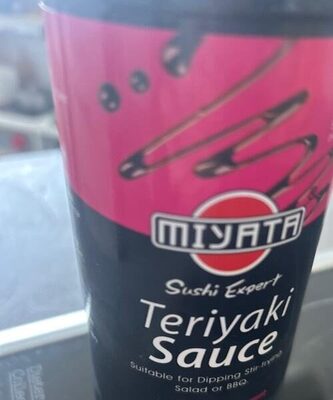 MIYATA
Sushi Expert
Teriyaki
Sauce
Suitable for Dipping Stir-frying
Salad or BBQ